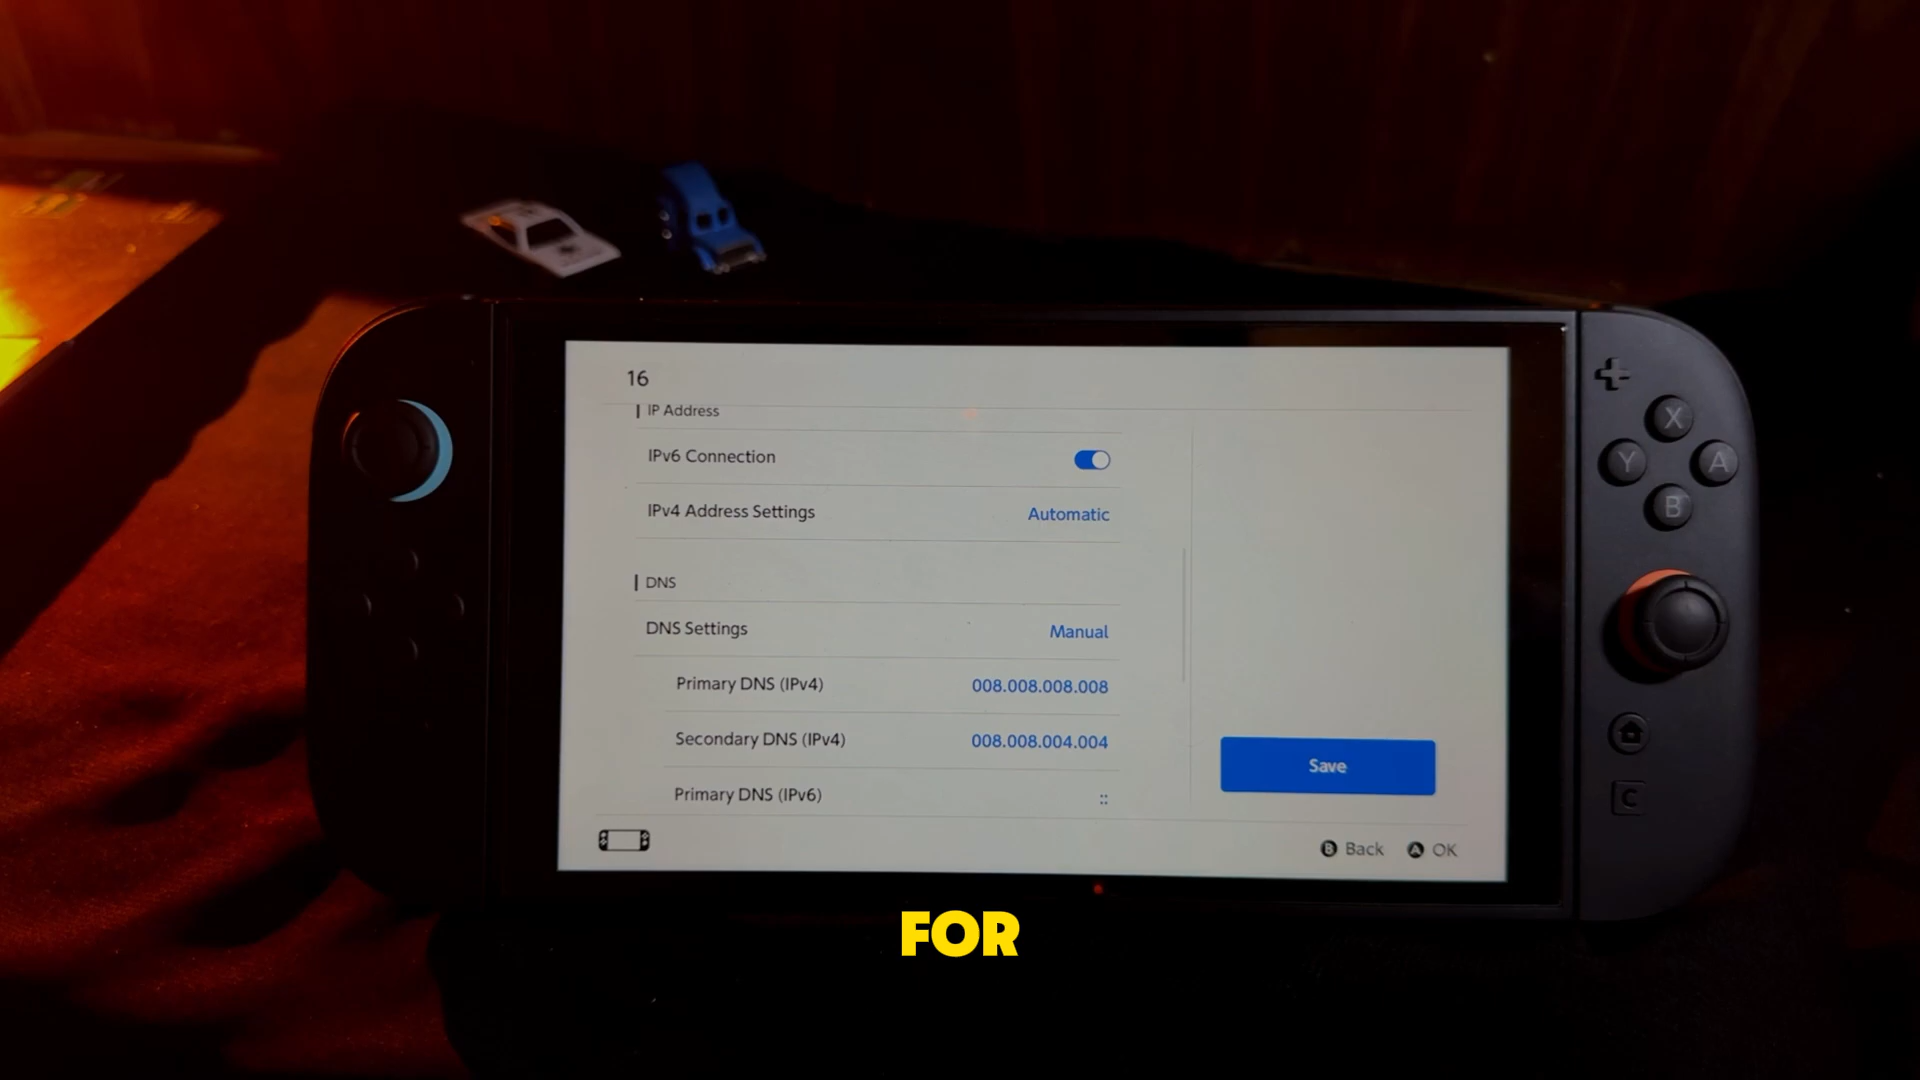 16
IP Address
IPv6 Connection
IPv4 Address Settings Automatic
DNS
DNS Settings Manual
Primary DNS (IPv4) 008.008.008.008
Secondary DNS (IPv4) 008.008.004.004
Primary DNS (IPv6) ::
Save
B Back A OK
X
Y A
B
C
FOR